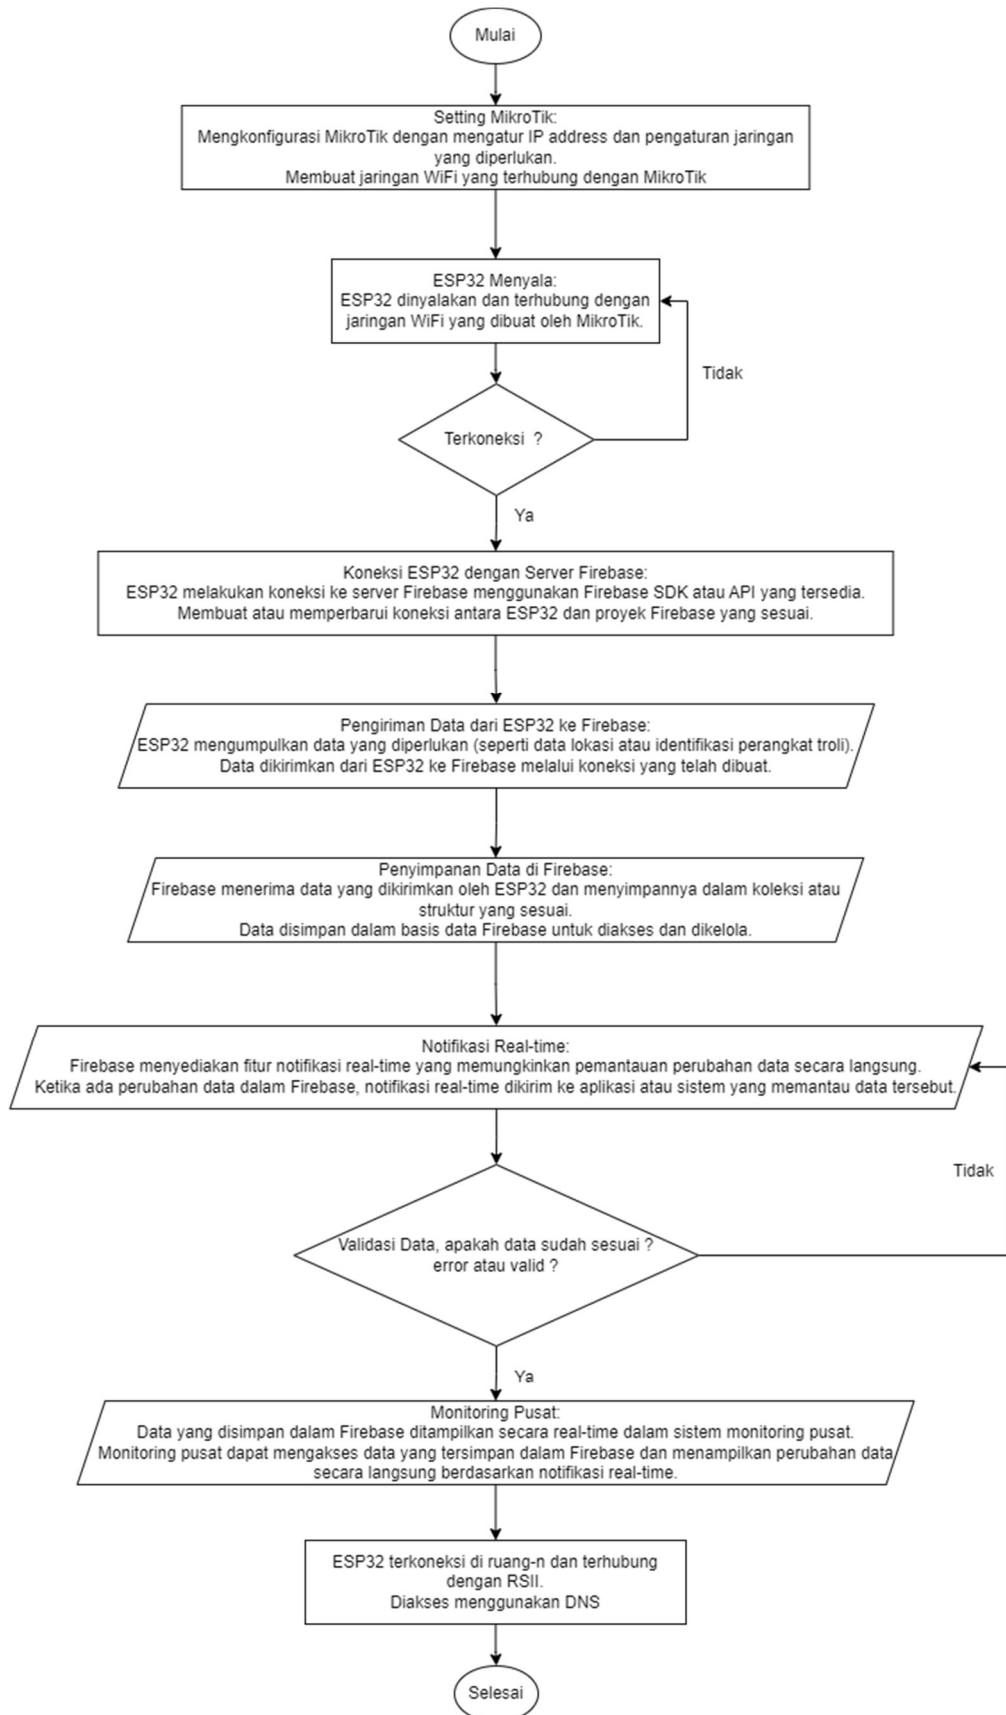 Mulai
Setting MikroTik:
Mengkonfigurasi MikroTik dengan mengatur IP address dan pengaturan jaringan
yang diperlukan.
Membuat jaringan WiFi yang terhubung dengan MikroTik
ESP32 Menyala:
ESP32 dinyalakan dan terhubung dengan
jaringan WiFi yang dibuat oleh MikroTik.
Tidak
Terkoneksi ?
Ya
Koneksi ESP32 dengan Server Firebase:
ESP32 melakukan koneksi ke server Firebase menggunakan Firebase SDK atau API yang tersedia.
Membuat atau memperbarui koneksi antara ESP32 dan proyek Firebase yang sesuai.
Pengiriman Data dari ESP32 ke Firebase:
ESP32 mengumpulkan data yang diperlukan (seperti data lokasi atau identifikasi perangkat troli).
Data dikirimkan dari ESP32 ke Firebase melalui koneksi yang telah dibuat.
Penyimpanan Data di Firebase:
Firebase menerima data yang dikirimkan oleh ESP32 dan menyimpannya dalam koleksi atau
struktur yang sesuai.
Data disimpan dalam basis data Firebase untuk diakses dan dikelola.
Notifikasi Real-time:
Firebase menyediakan fitur notifikasi real-time yang memungkinkan pemantauan perubahan data secara langsung.
Ketika ada perubahan data dalam Firebase, notifikasi real-time dikirim ke aplikasi atau sistem yang memantau data tersebut.
Tidak
Validasi Data, apakah data sudah sesuai ?
error atau valid ?
Ya
Monitoring Pusat:
Data yang disimpan dalam Firebase ditampilkan secara real-time dalam sistem monitoring pusat.
Monitoring pusat dapat mengakses data yang tersimpan dalam Firebase dan menampilkan perubahan data
secara langsung berdasarkan notifikasi real-time.
ESP32 terkoneksi di ruang-n dan terhubung
dengan RSII.
Diakses menggunakan DNS
Selesai